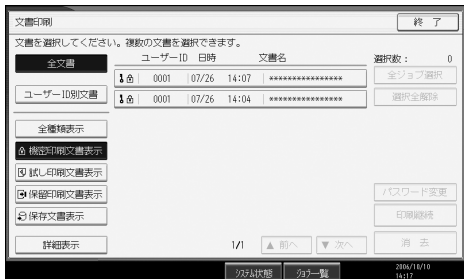 文書印刷
終 了
文書を選択してください。複数の文書を選択できます。
ユーザーID 日時 文書名
選択数: 0
全文書
ユーザーID別文書
0001 07/26 14:07 ****************
0001 07/26 14:04 ****************
全ジョブ選択
選択全解除
全種類表示
機密印刷文書表示
試し印刷文書表示
保留印刷文書表示
保存文書表示
詳細表示
1/1
▲ 前へ
▼ 次へ
パスワード変更
印刷継続
消 去
システム状態
ジョブ一覧
2006/10/10
14:17